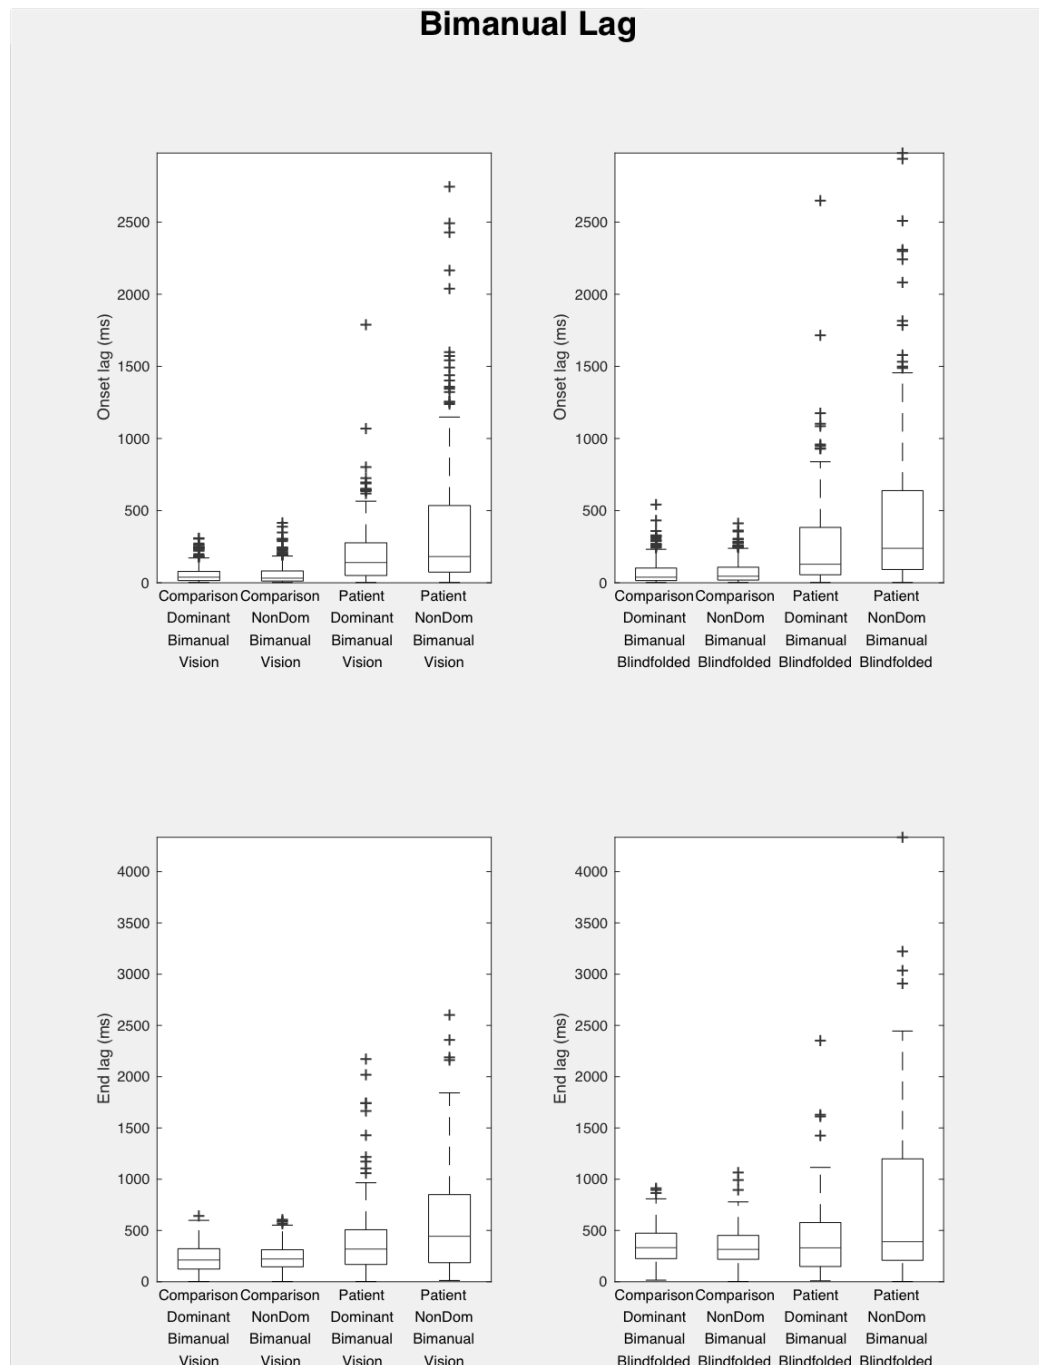 Bimanual Lag
2500
2000
1500
1000
500
0
Onset lag (ms)
Comparison Comparison Patient Patient
Dominant NonDom Dominant NonDom
Bimanual Bimanual Bimanual Bimanual
Vision Vision Vision Vision
2500
2000
1500
1000
500
0
Onset lag (ms)
Comparison Comparison Patient Patient
Dominant NonDom Dominant NonDom
Bimanual Bimanual Bimanual Bimanual
Blindfolded Blindfolded Blindfolded Blindfolded
4000
3500
3000
2500
2000
1500
1000
500
0
End lag (ms)
Comparison Comparison Patient Patient
Dominant NonDom Dominant NonDom
Bimanual Bimanual Bimanual Bimanual
Vision Vision Vision Vision
4000
3500
3000
2500
2000
1500
1000
500
0
End lag (ms)
Comparison Comparison Patient Patient
Dominant NonDom Dominant NonDom
Bimanual Bimanual Bimanual Bimanual
Blindfolded Blindfolded Blindfolded Blindfolded